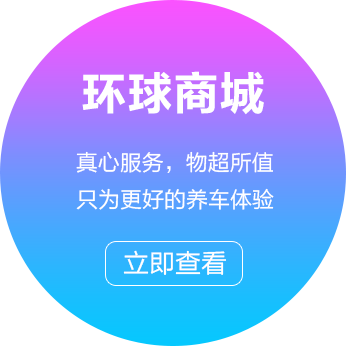 环球商城
真心服务，物超所值
只为更好的养车体验
立即查看